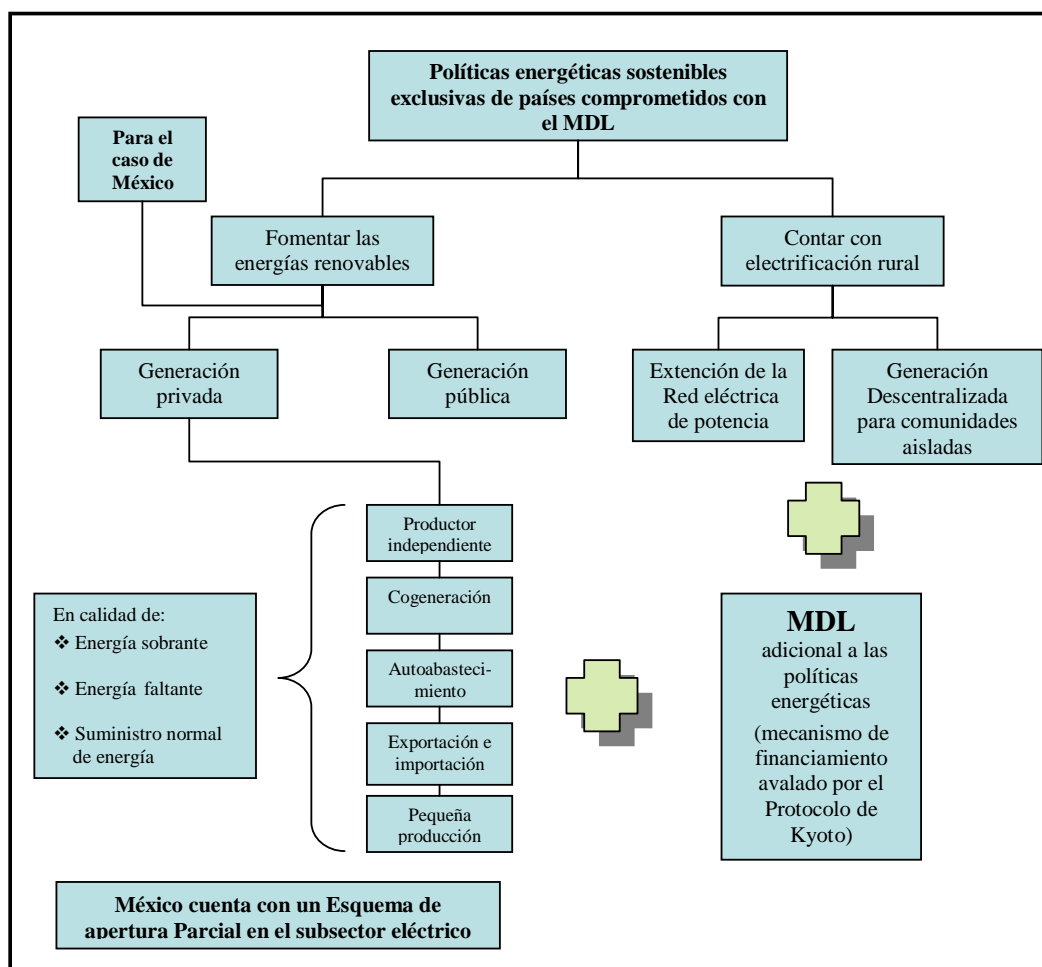 Políticas energéticas sostenibles
exclusivas de países comprometidos con
el MDL
Para el
caso de
México
Fomentar las
energías renovables
Contar con
electrificación rural
Generación
privada
Generación
pública
Extención de la
Red eléctrica
de potencia
Generación
Descentralizada
para comunidades
aisladas
Productor
independiente
Cogeneración
Autoabasteci-
miento
Exportación e
importación
Pequeña
producción
En calidad de:
❖ Energía sobrante
❖ Energía faltante
❖ Suministro normal
de energía
MDL
adicional a las
políticas
energéticas
(mecanismo de
financiamiento
avalado por el
Protocolo de
Kyoto)
México cuenta con un Esquema de
apertura Parcial en el subsector eléctrico